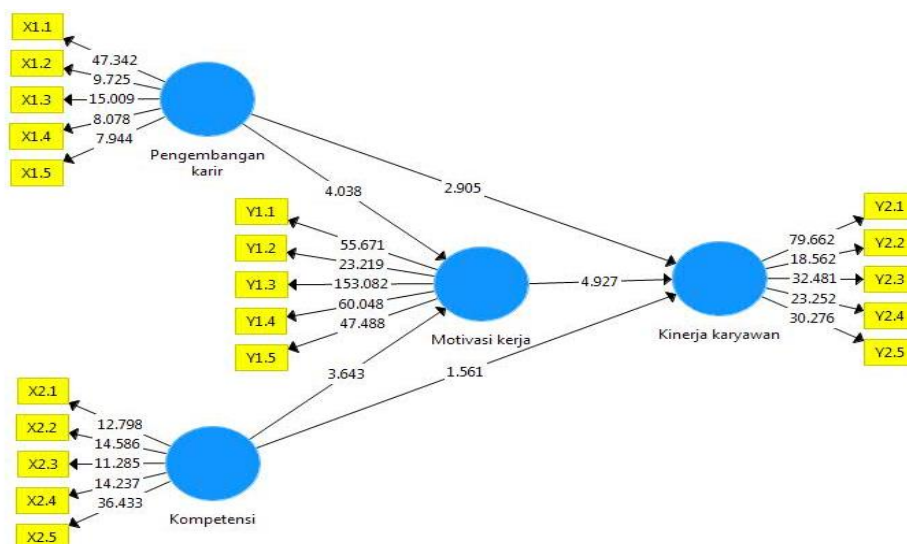 X1.1
X1.2
X1.3
X1.4
X1.5
47.342
9.725
15.009
8.078
7.944
Pengembangan
karir
4.038
2.905
Y1.1
Y1.2
Y1.3
Y1.4
Y1.5
55.671
23.219
153.082
60.048
47.488
Motivasi kerja
4.927
Kinerja karyawan
79.662
18.562
32.481
23.252
30.276
Y2.1
Y2.2
Y2.3
Y2.4
Y2.5
3.643
1.561
X2.1
X2.2
X2.3
X2.4
X2.5
12.798
14.586
11.285
14.237
36.433
Kompetensi